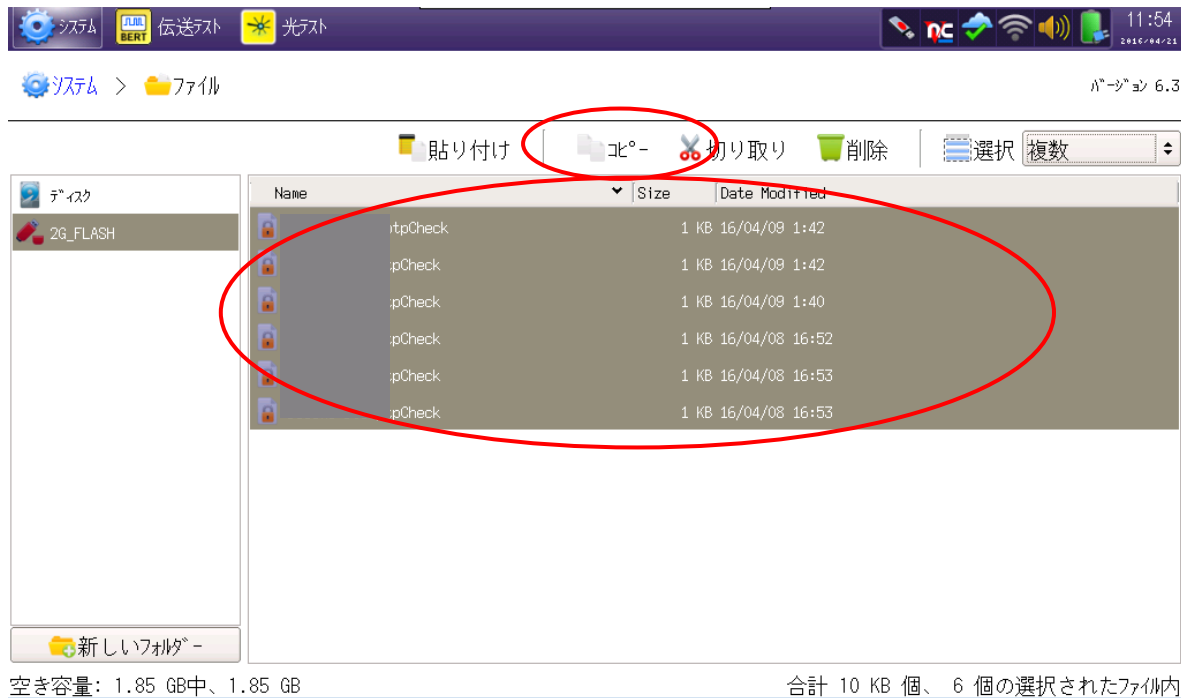 システム BERT 伝送テスト 光テスト 11:54
2016/04/21
システム > ファイル バージョン 6.3
貼り付け コピー 切り取り 削除 選択 複数
ディスク
2G_FLASH
Name Size Date Modified
tpCheck 1 KB 16/04/09 1:42
pCheck 1 KB 16/04/09 1:42
pCheck 1 KB 16/04/09 1:40
pCheck 1 KB 16/04/08 16:52
pCheck 1 KB 16/04/08 16:53
pCheck 1 KB 16/04/08 16:53
新しいフォルダー
空き容量: 1.85 GB中、1.85 GB 合計 10 KB 個、 6 個の選択されたファイル内